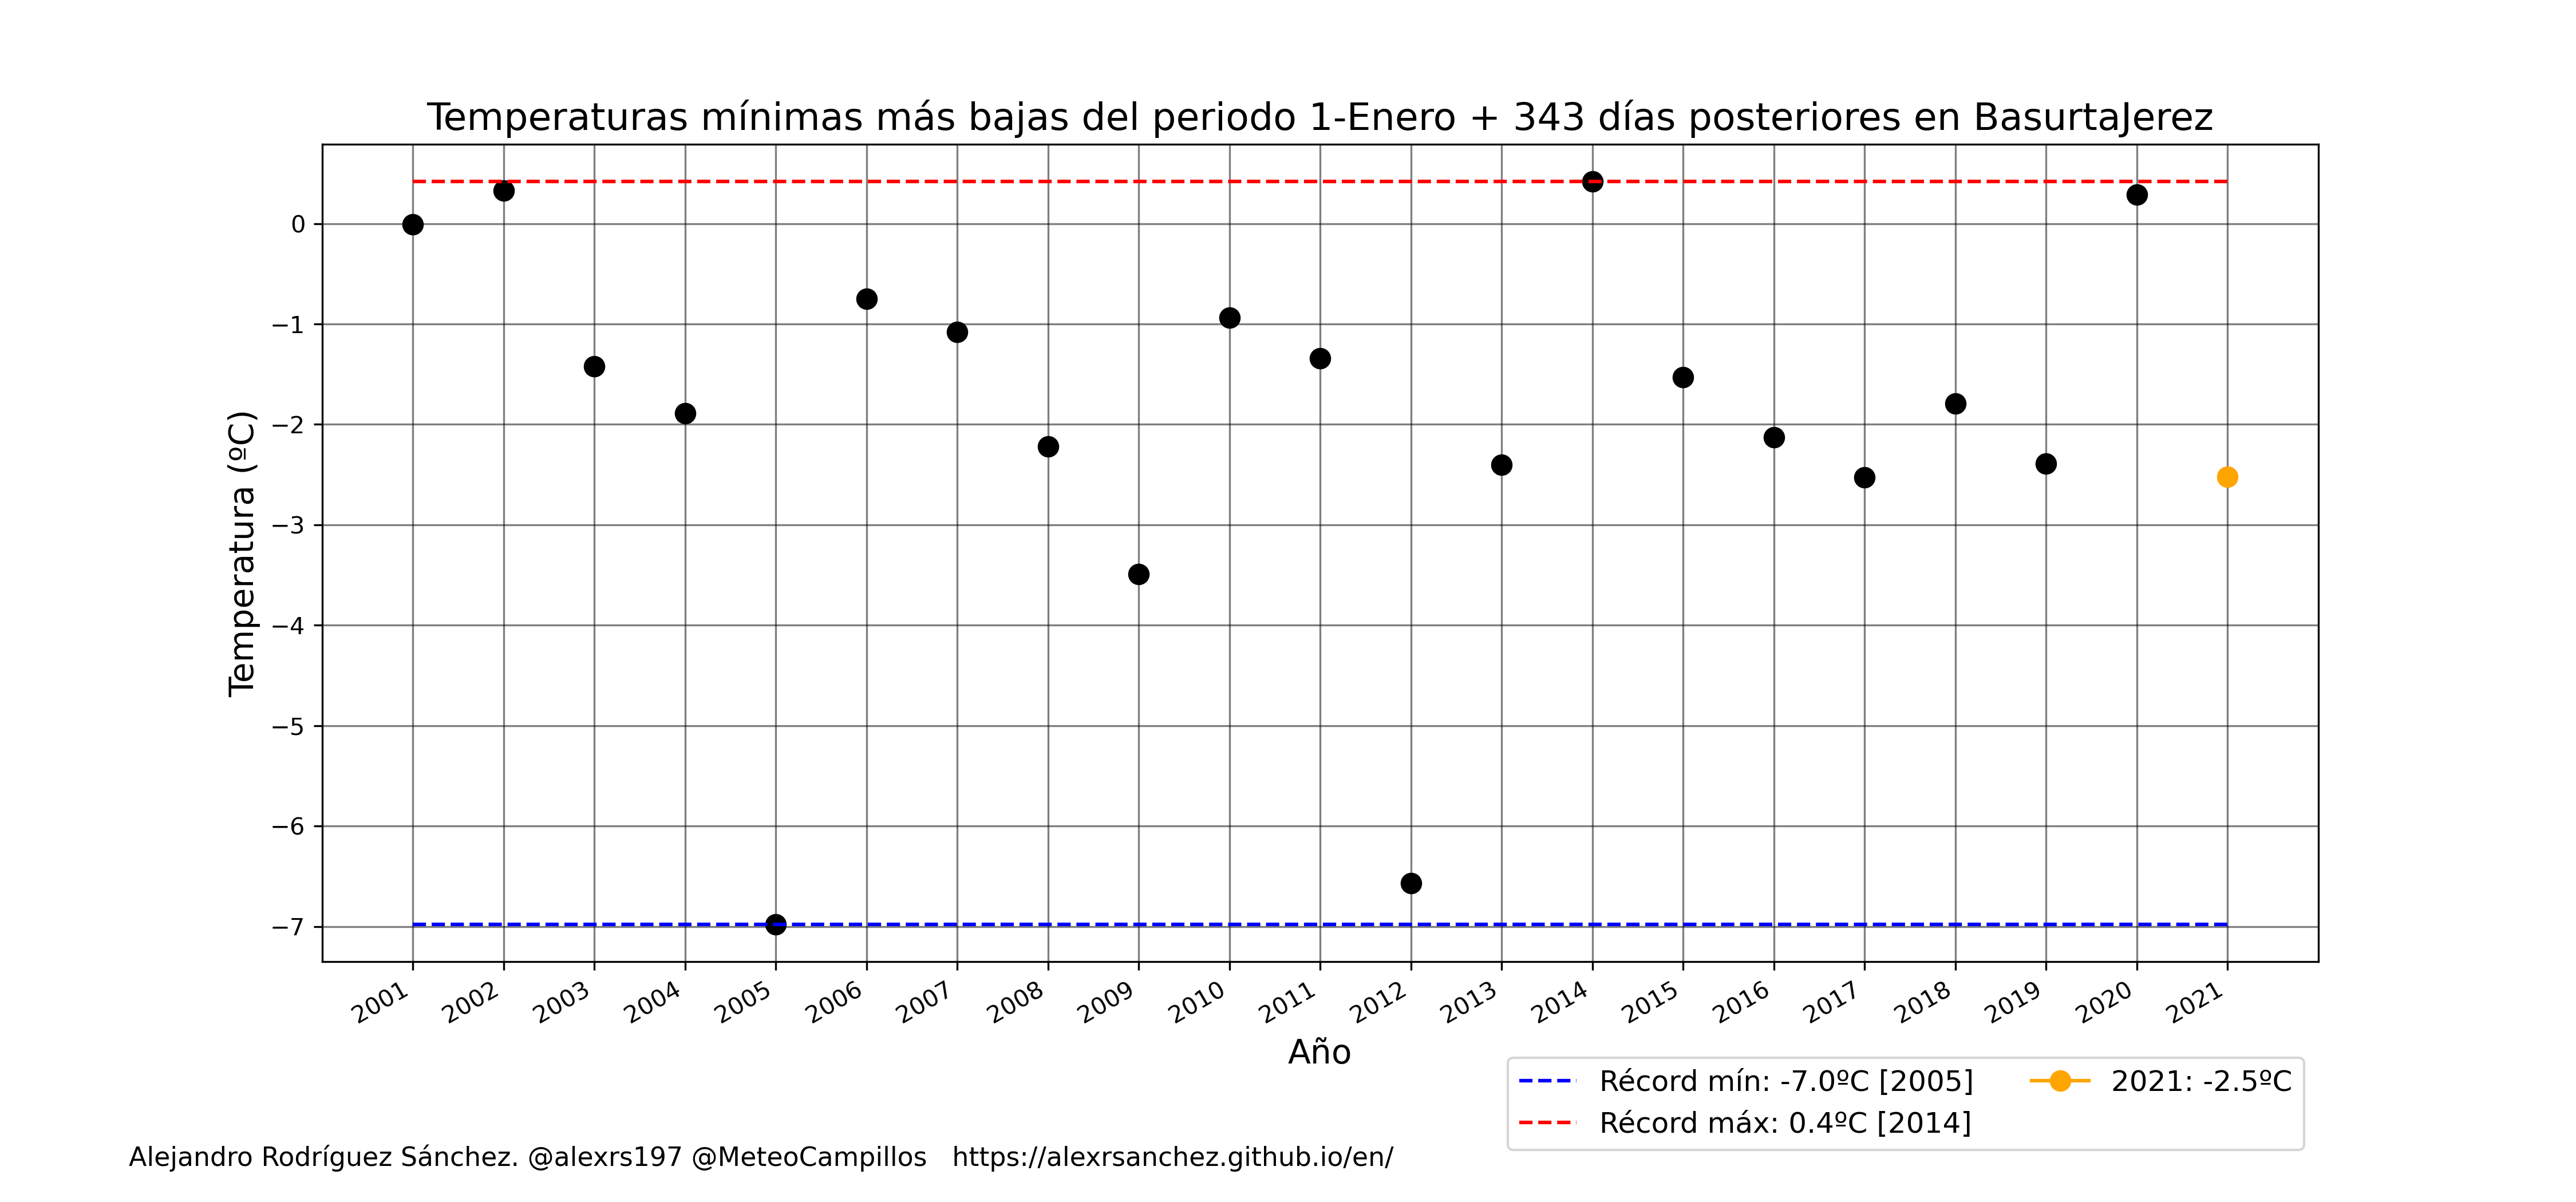 Temperaturas mínimas más bajas del periodo 1-Enero + 343 días posteriores en BasurtaJerez
Temperatura (ºC)
0
−1
−2
−3
−4
−5
−6
−7
2001 2002 2003 2004 2005 2006 2007 2008 2009 2010 2011 2012 2013 2014 2015 2016 2017 2018 2019 2020 2021
Año
Récord mín: -7.0ºC [2005]
Récord máx: 0.4ºC [2014]
2021: -2.5ºC
Alejandro Rodríguez Sánchez. @alexrs197 @MeteoCampillos https://alexrsanchez.github.io/en/